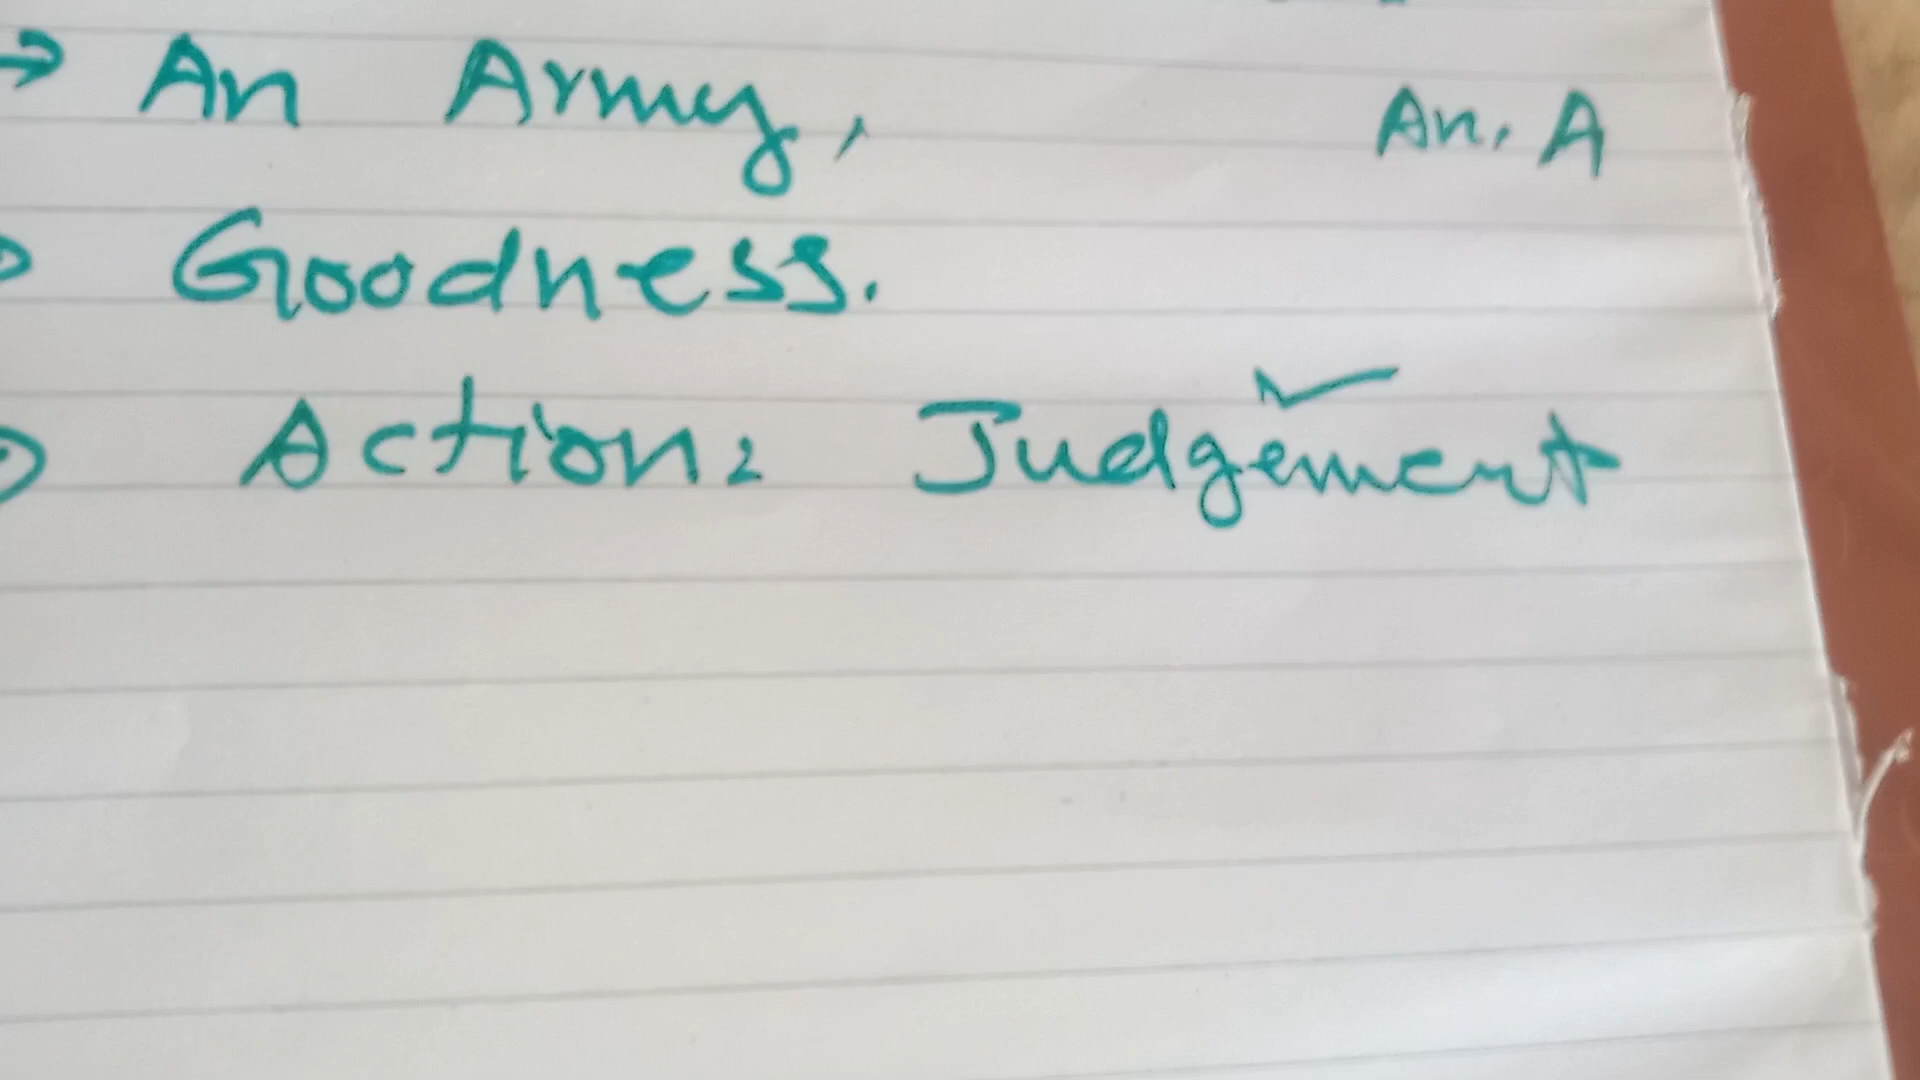 → An Army, An, A
Goodness.
Action: Judgement